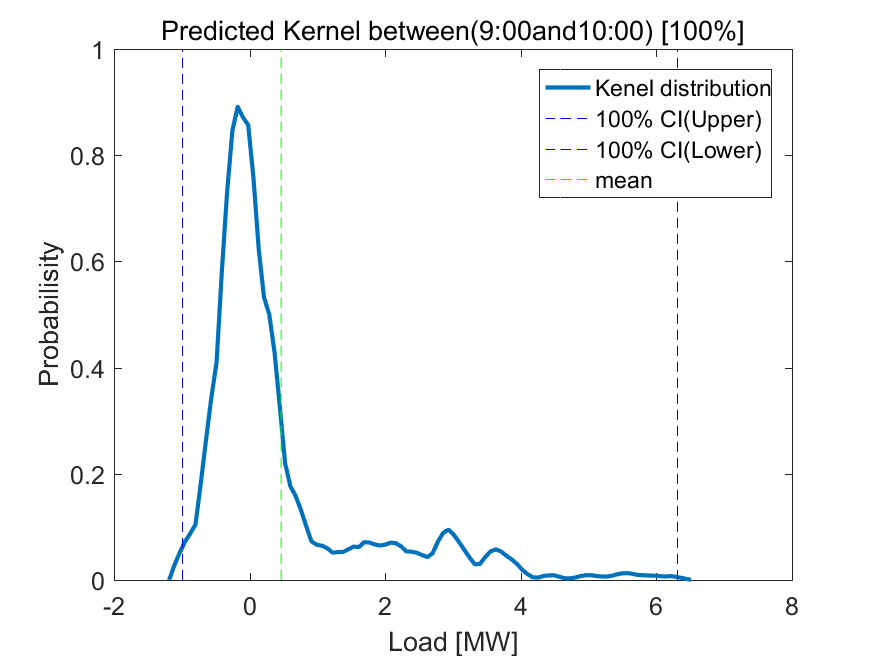 Predicted Kernel between(9:00and10:00) [100%]
1
0.8
0.6
0.4
0.2
0
Probabilisity
Kenel distribution
100% CI(Upper)
100% CI(Lower)
mean
-2 0 2 4 6 8
Load [MW]